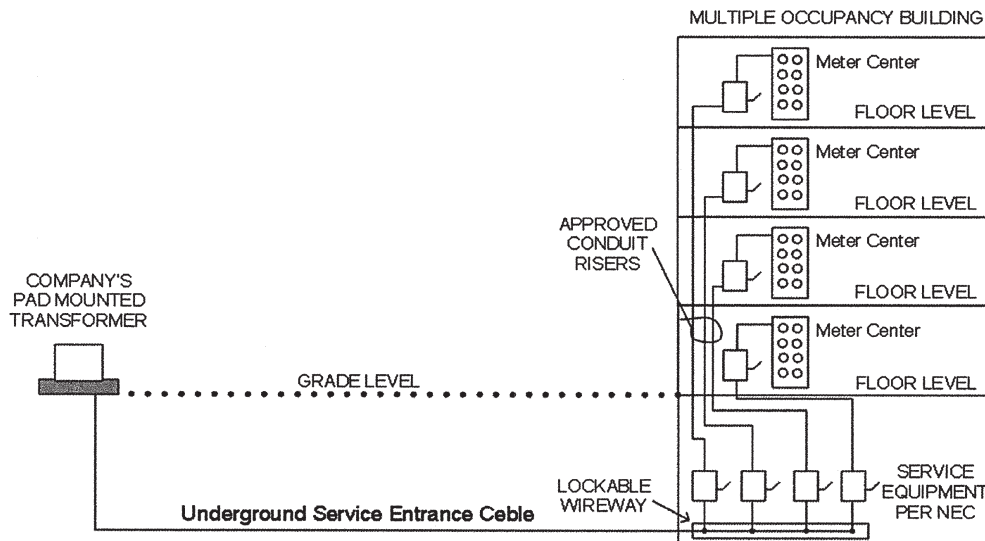 MULTIPLE OCCUPANCY BUILDING
Meter Center
FLOOR LEVEL
Meter Center
FLOOR LEVEL
APPROVED
CONDUIT
RISERS
Meter Center
FLOOR LEVEL
COMPANY'S
PAD MOUNTED
TRANSFORMER
Meter Center
GRADE LEVEL
FLOOR LEVEL
LOCKABLE
WIREWAY
SERVICE
EQUIPMENT
PER NEC
Underground Service Entrance Ceble